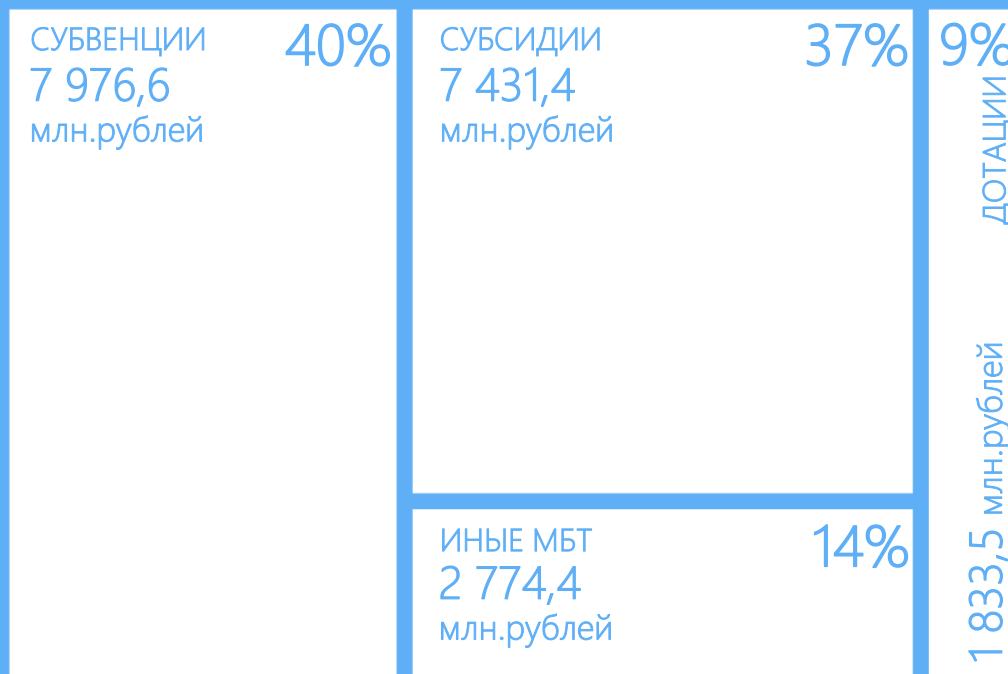 СУБВЕНЦИИ
40%
7 976,6
млн.рублей
СУБСИДИИ
37%
7 431,4
млн.рублей
ИНЫЕ МБТ
14%
2 774,4
млн.рублей
9%
ДОТАЦИИ
1 833,5 млн.рублей